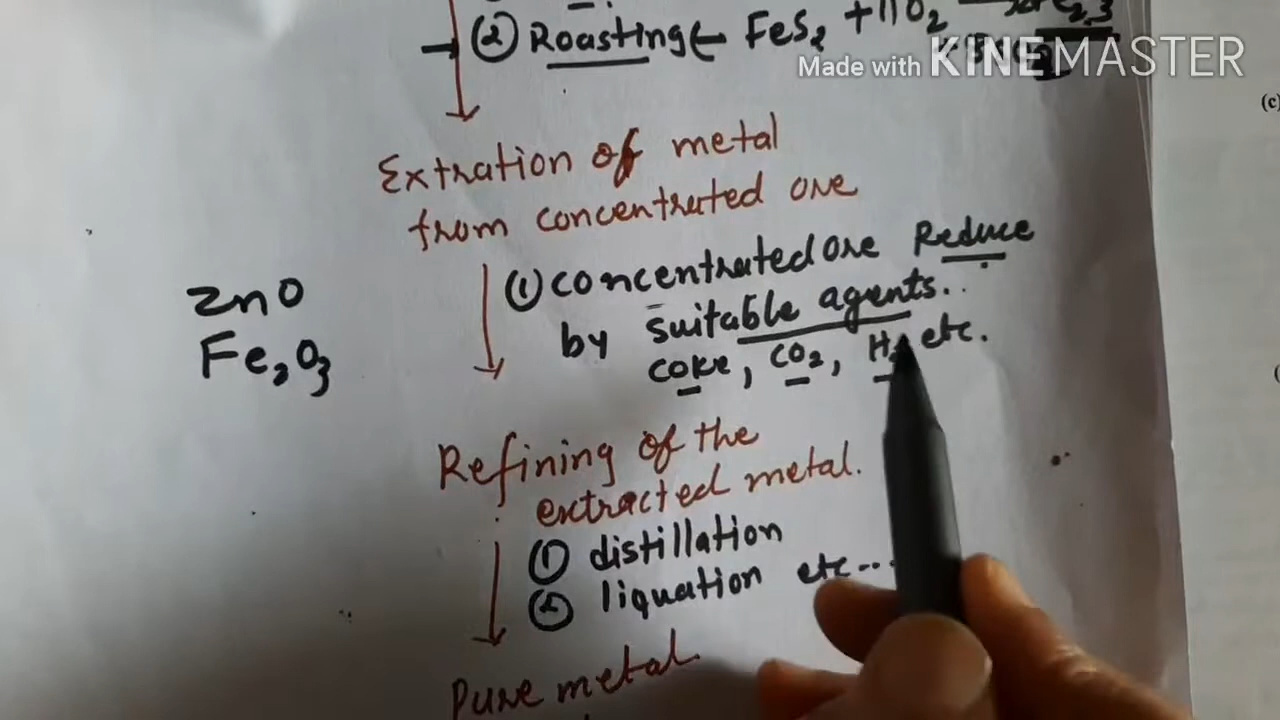 ② Roasting FeS₂ + 11O₂
Made with KINEMASTER
(c)
Extration of metal
from concentrated ore
ZnO
Fe₂O₃
① concentrated ore Reduce
by suitable agents..
coke, CO₂, H₂ etc.
Refining of the
extracted metal.
① distillation
② liquation etc...
Pure metal.